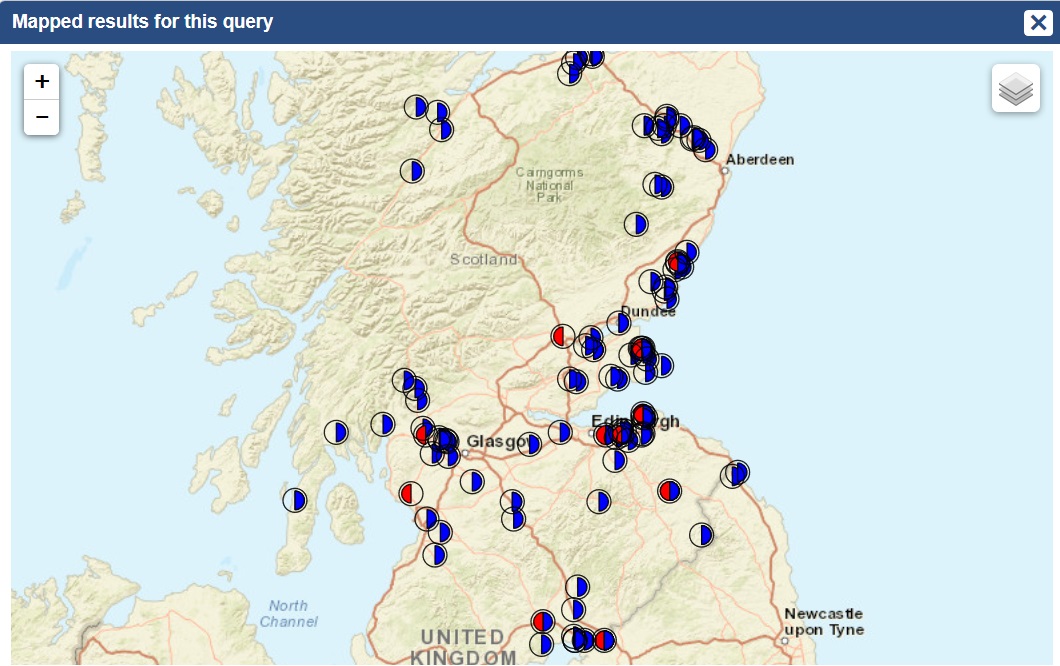 Mapped results for this query
+
−
Aberdeen
Cairngorms
National
Park
Scotland
Dundee
Edinburgh
Glasgow
North
Channel
Newcastle
upon Tyne
UNITED
KINGDOM